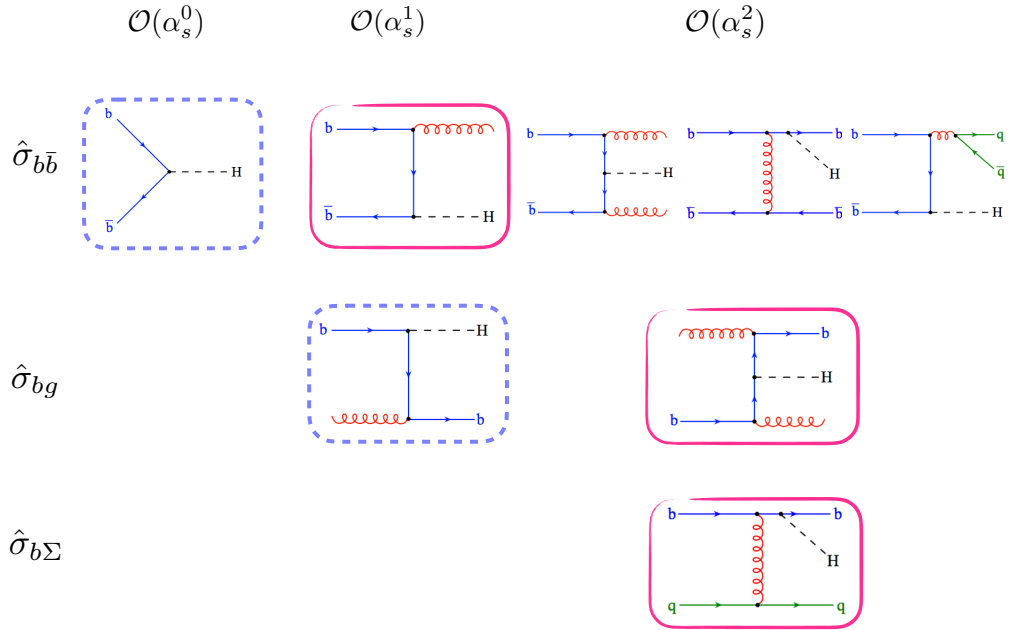 𝒪(α_s^0) 𝒪(α_s^1) 𝒪(α_s^2)
σ̂_{bb̄}
b b̄ H
b b̄ H
b b̄ H
b b̄ b b̄ H
b b̄ q q̄ H
σ̂_{bg}
b H b
b b H
σ̂_{bΣ}
b b H q q